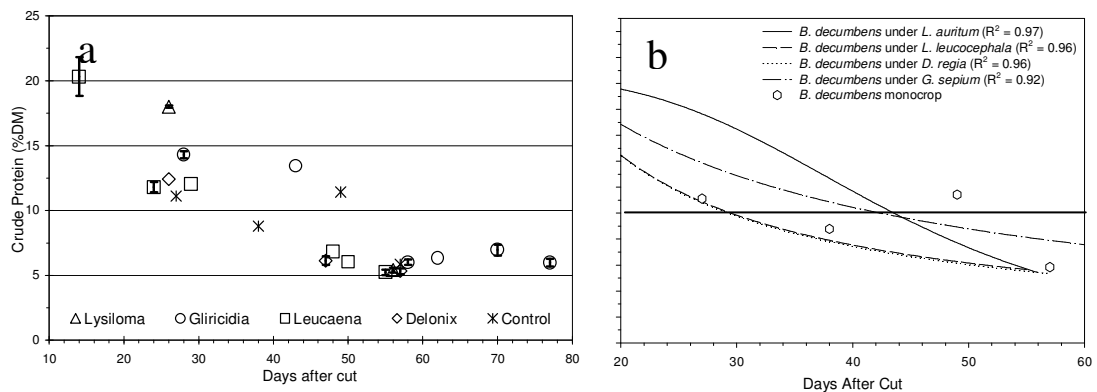 a
25
20
15
10
5
0
Crude Protein (%DM)
Lysiloma Gliricidia Leucaena Delonix Control
10 20 30 40 50 60 70 80
Days after cut
b
B. decumbens under L. auritum (R² = 0.97)
B. decumbens under L. leucocephala (R² = 0.96)
B. decumbens under D. regia (R² = 0.96)
B. decumbens under G. sepium (R² = 0.92)
B. decumbens monocrop
20 30 40 50 60
Days After Cut